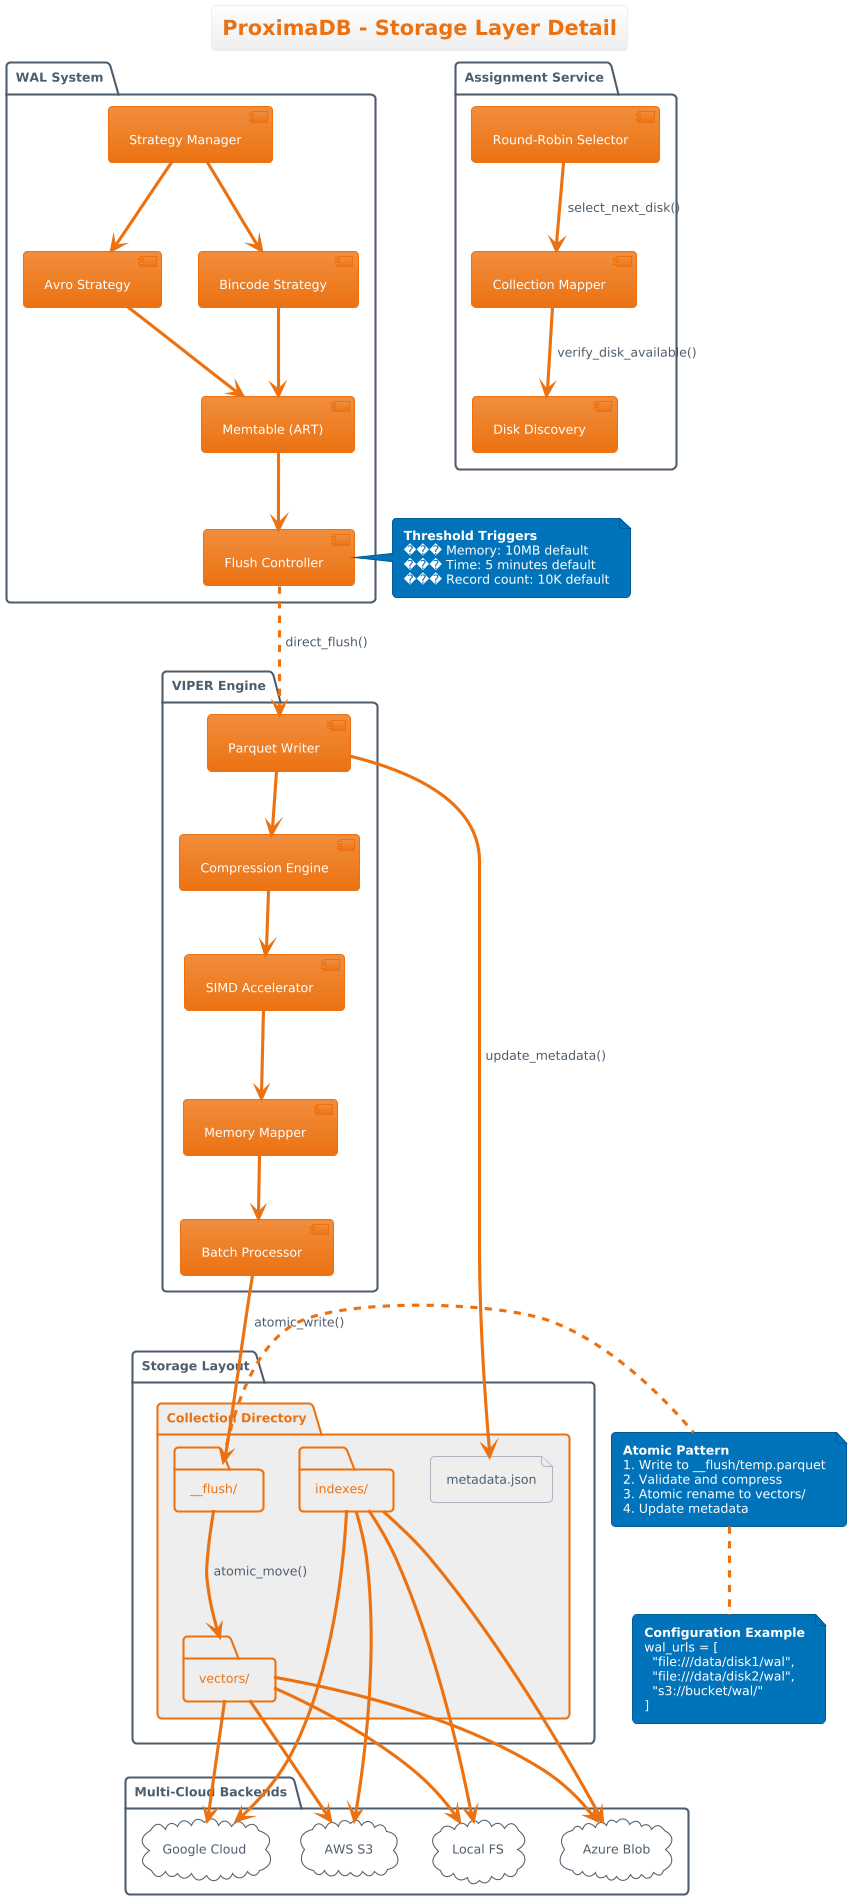 ProximaDB - Storage Layer Detail
WAL System
Assignment Service
Strategy Manager
Round-Robin Selector
select_next_disk()
Avro Strategy
Bincode Strategy
Collection Mapper
verify_disk_available()
Memtable (ART)
Disk Discovery
Flush Controller
Threshold Triggers
��� Memory: 10MB default
��� Time: 5 minutes default
��� Record count: 10K default
direct_flush()
VIPER Engine
Parquet Writer
Compression Engine
SIMD Accelerator
update_metadata()
Memory Mapper
Batch Processor
atomic_write()
Storage Layout
Collection Directory
__flush/
indexes/
metadata.json
Atomic Pattern
1. Write to __flush/temp.parquet
2. Validate and compress
3. Atomic rename to vectors/
4. Update metadata
atomic_move()
vectors/
Configuration Example
wal_urls = [
"file:///data/disk1/wal",
"file:///data/disk2/wal",
"s3://bucket/wal/"
]
Multi-Cloud Backends
Google Cloud
AWS S3
Local FS
Azure Blob